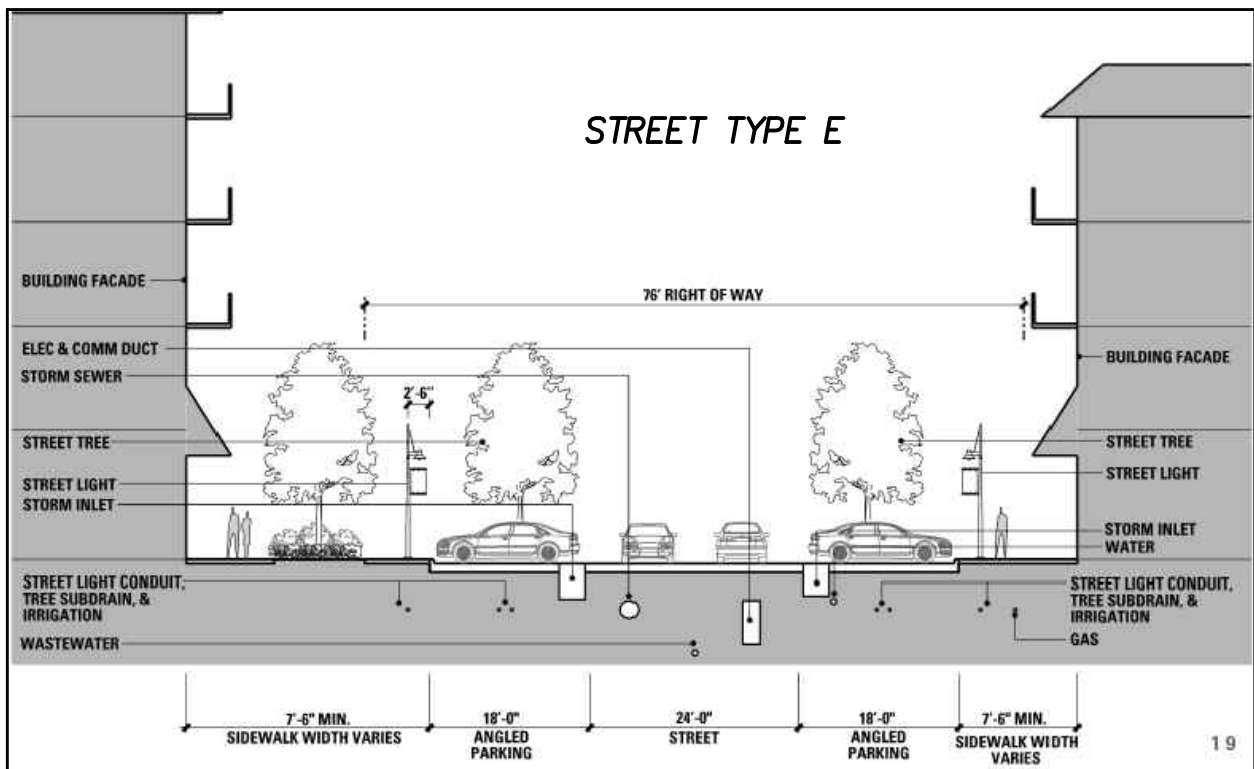 STREET TYPE E
BUILDING FACADE
76' RIGHT OF WAY
ELEC & COMM DUCT
STORM SEWER
BUILDING FACADE
2'-6"
STREET TREE
STREET LIGHT
STORM INLET
STREET TREE
STREET LIGHT
STORM INLET
WATER
STREET LIGHT CONDUIT,
TREE SUBDRAIN, &
IRRIGATION
WASTEWATER
STREET LIGHT CONDUIT,
TREE SUBDRAIN, &
IRRIGATION
GAS
7'-6" MIN.
SIDEWALK WIDTH VARIES
18'-0"
ANGLED
PARKING
24'-0"
STREET
18'-0"
ANGLED
PARKING
7'-6" MIN.
SIDEWALK WIDTH
VARIES
19